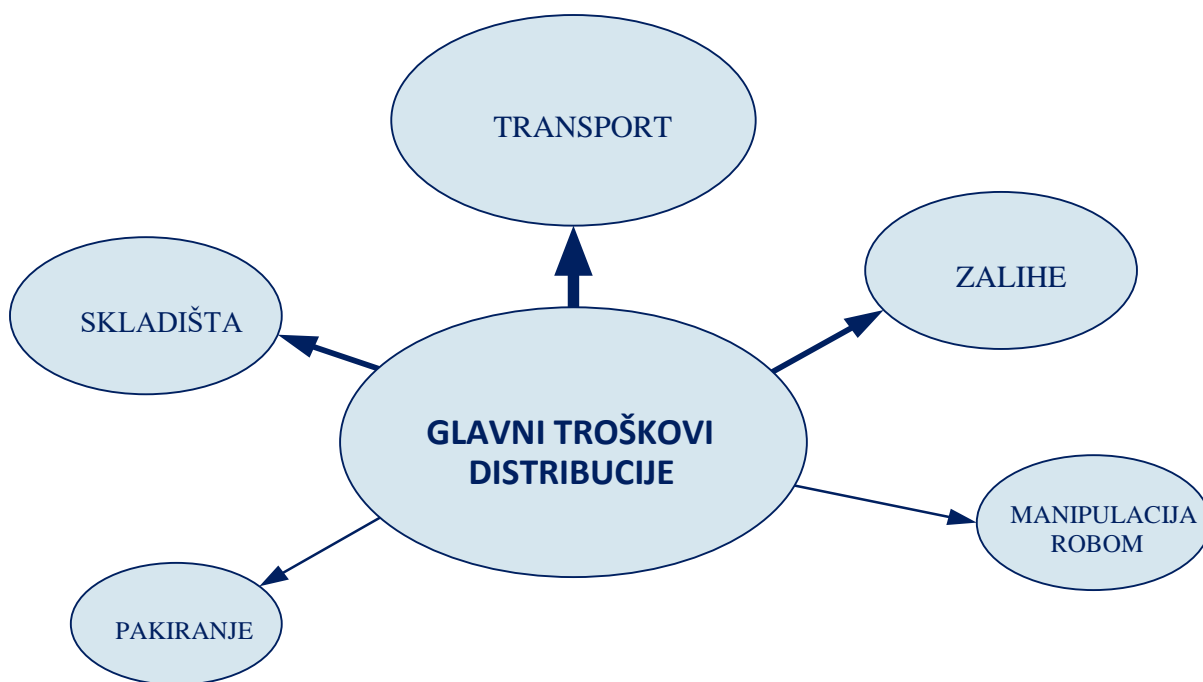 TRANSPORT
ZALIHE
SKLADIŠTA
GLAVNI TROŠKOVI
DISTRIBUCIJE
MANIPULACIJA
ROBOM
PAKIRANJE